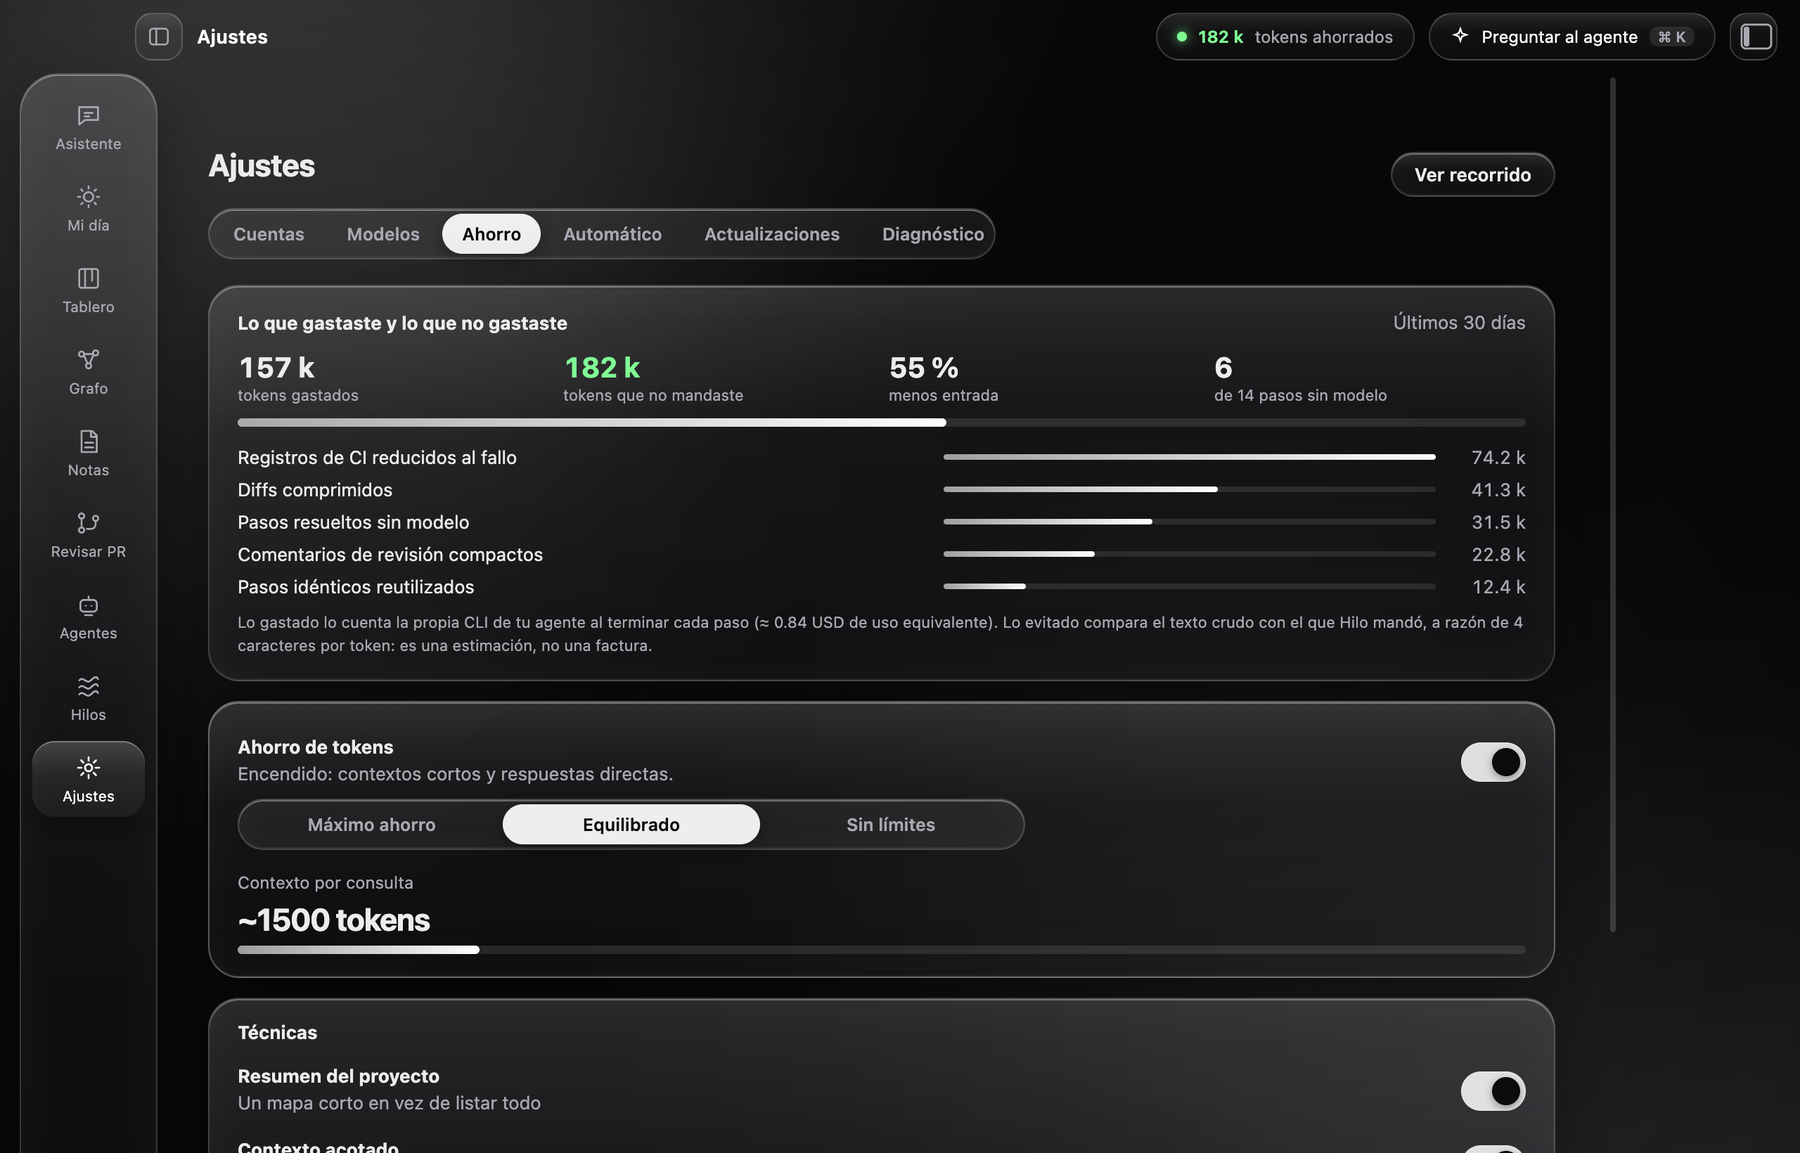 Ajustes
182 k tokens ahorrados
Preguntar al agente ⌘ K
Asistente
Mi día
Tablero
Grafo
Notas
Revisar PR
Agentes
Hilos
Ajustes
Ajustes
Ver recorrido
Cuentas
Modelos
Ahorro
Automático
Actualizaciones
Diagnóstico
Lo que gastaste y lo que no gastaste
Últimos 30 días
157 k
tokens gastados
182 k
tokens que no mandaste
55 %
menos entrada
6
de 14 pasos sin modelo
Registros de CI reducidos al fallo 74.2 k
Diffs comprimidos 41.3 k
Pasos resueltos sin modelo 31.5 k
Comentarios de revisión compactos 22.8 k
Pasos idénticos reutilizados 12.4 k
Lo gastado lo cuenta la propia CLI de tu agente al terminar cada paso (≈ 0.84 USD de uso equivalente). Lo evitado compara el texto crudo con el que Hilo mandó, a razón de 4
caracteres por token: es una estimación, no una factura.
Ahorro de tokens
Encendido: contextos cortos y respuestas directas.
Máximo ahorro
Equilibrado
Sin límites
Contexto por consulta
~1500 tokens
Técnicas
Resumen del proyecto
Un mapa corto en vez de listar todo
Contexto acotado